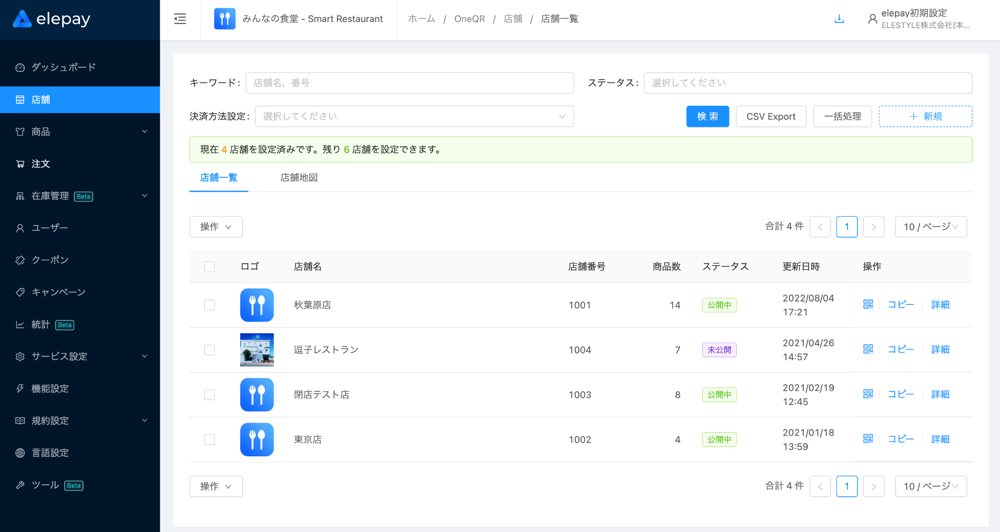 elepay
みんなの食堂 - Smart Restaurant
ホーム / OneQR / 店舗 / 店舗一覧
elepay初期設定
ELESTYLE株式会社[本...
ダッシュボード
店舗
商品
注文
在庫管理 Beta
ユーザー
クーポン
キャンペーン
統計 Beta
サービス設定
機能設定
規約設定
言語設定
ツール Beta
キーワード: 店舗名、番号
ステータス: 選択してください
決済方法設定: 選択してください
検 索
CSV Export
一括処理
+ 新規
現在 4 店舗を設定済みです。残り 6 店舗を設定できます。
店舗一覧
店舗地図
操作
合計 4 件 < 1 > 10 / ページ
ロゴ 店舗名 店舗番号 商品数 ステータス 更新日時 操作
秋葉原店 1001 14 公開中 2022/08/04 17:21 コピー 詳細
逗子レストラン 1004 7 未公開 2021/04/26 14:57 コピー 詳細
閉店テスト店 1003 8 公開中 2021/02/19 12:45 コピー 詳細
東京店 1002 4 公開中 2021/01/18 13:59 コピー 詳細
操作
合計 4 件 < 1 > 10 / ページ